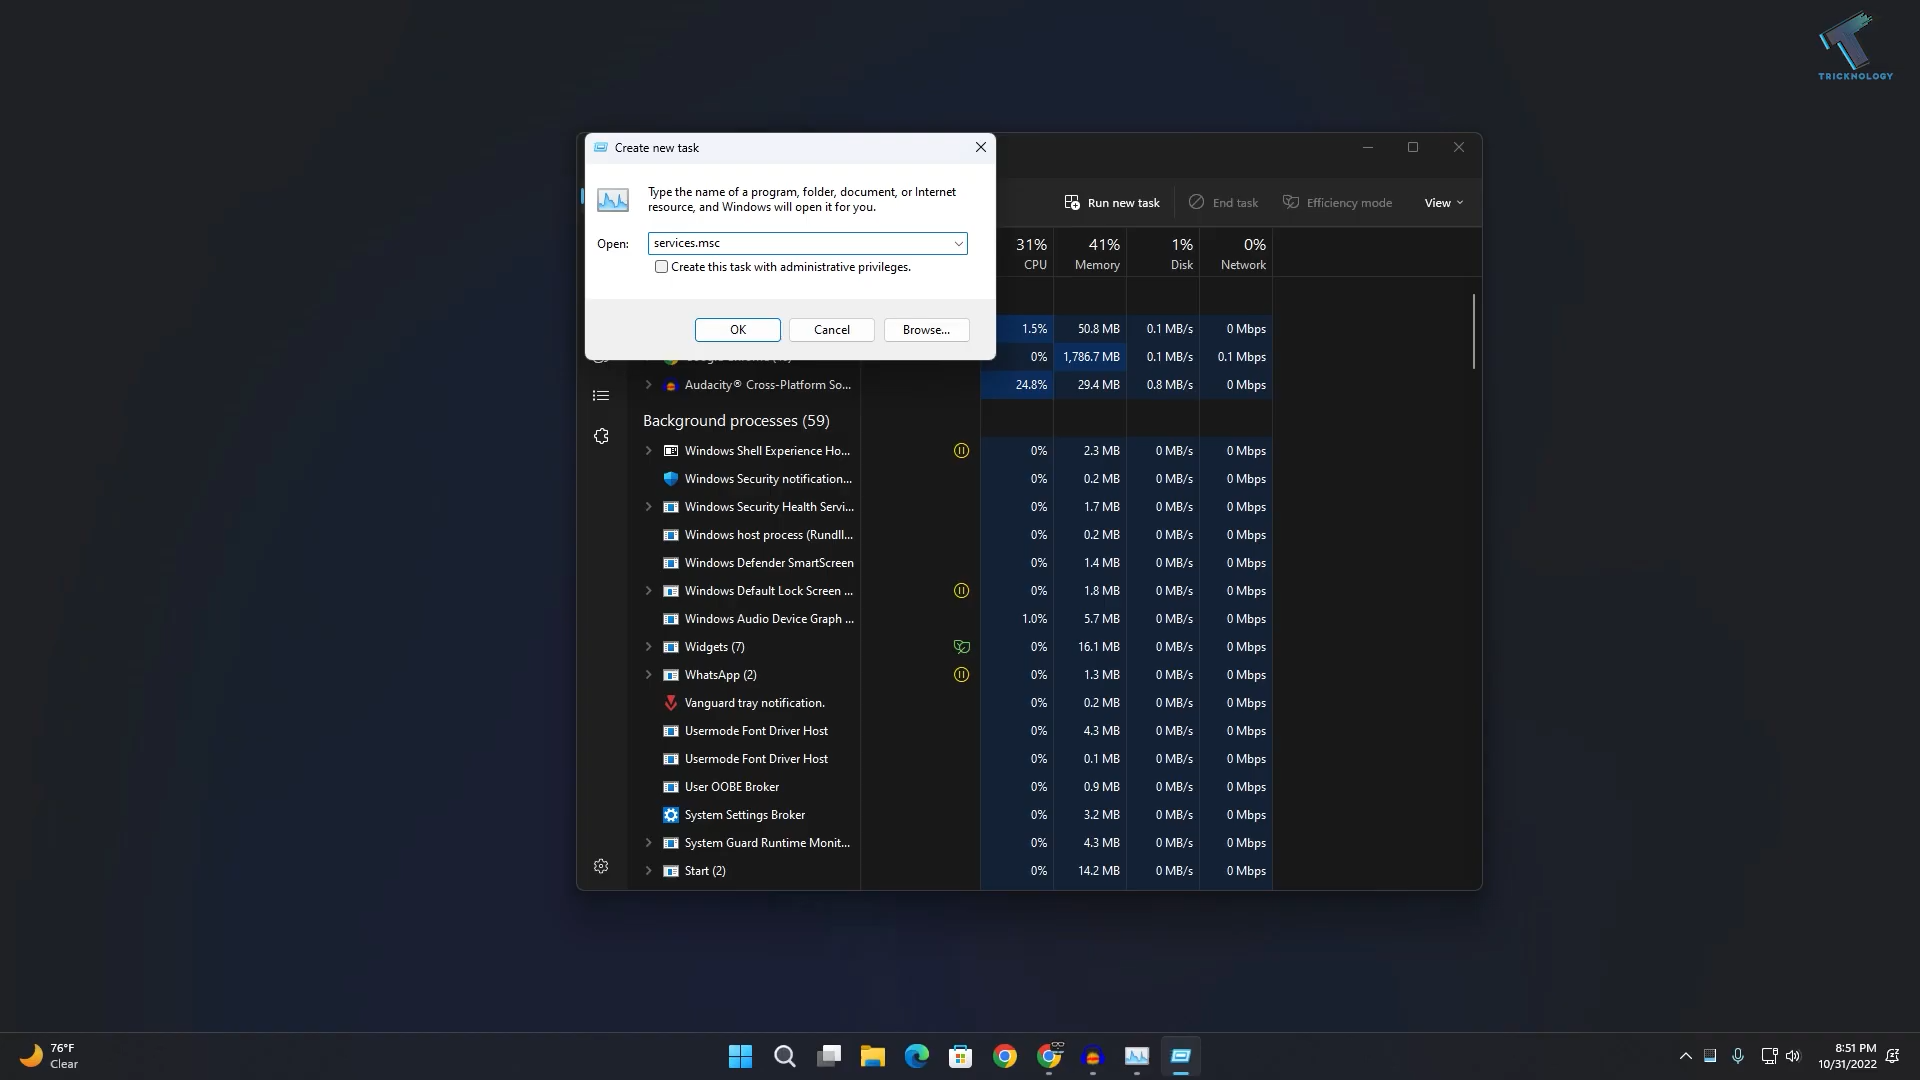 TRICKNOLOGY
Create new task
Type the name of a program, folder, document, or Internet
resource, and Windows will open it for you.
Open: services.msc
Create this task with administrative privileges.
OK Cancel Browse...
Run new task End task Efficiency mode View
31% 41% 1% 0%
CPU Memory Disk Network
1.5% 50.8 MB 0.1 MB/s 0 Mbps
0% 1,786.7 MB 0.1 MB/s 0.1 Mbps
Audacity® Cross-Platform So... 24.8% 29.4 MB 0.8 MB/s 0 Mbps
Background processes (59)
Windows Shell Experience Ho... 0% 2.3 MB 0 MB/s 0 Mbps
Windows Security notification... 0% 0.2 MB 0 MB/s 0 Mbps
Windows Security Health Servi... 0% 1.7 MB 0 MB/s 0 Mbps
Windows host process (Rundll... 0% 0.2 MB 0 MB/s 0 Mbps
Windows Defender SmartScreen 0% 1.4 MB 0 MB/s 0 Mbps
Windows Default Lock Screen ... 0% 1.8 MB 0 MB/s 0 Mbps
Windows Audio Device Graph ... 1.0% 5.7 MB 0 MB/s 0 Mbps
Widgets (7) 0% 16.1 MB 0 MB/s 0 Mbps
WhatsApp (2) 0% 1.3 MB 0 MB/s 0 Mbps
Vanguard tray notification. 0% 0.2 MB 0 MB/s 0 Mbps
Usermode Font Driver Host 0% 4.3 MB 0 MB/s 0 Mbps
Usermode Font Driver Host 0% 0.1 MB 0 MB/s 0 Mbps
User OOBE Broker 0% 0.9 MB 0 MB/s 0 Mbps
System Settings Broker 0% 3.2 MB 0 MB/s 0 Mbps
System Guard Runtime Monit... 0% 4.3 MB 0 MB/s 0 Mbps
Start (2) 0% 14.2 MB 0 MB/s 0 Mbps
76°F
Clear
8:51 PM
10/31/2022